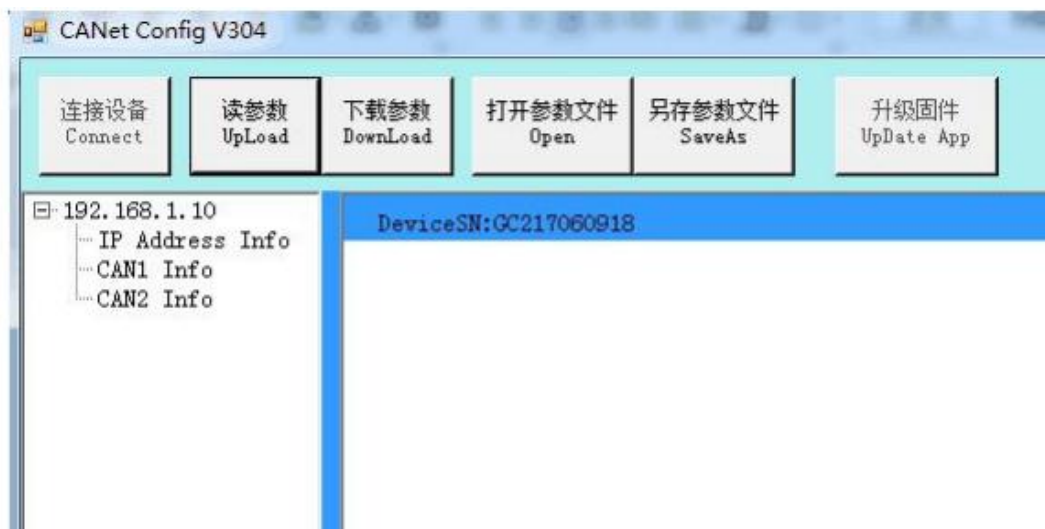 CANet Config V304
连接设备
Connect
读参数
UpLoad
下载参数
DownLoad
打开参数文件
Open
另存参数文件
SaveAs
升级固件
UpDate App
192.168.1.10
IP Address Info
CAN1 Info
CAN2 Info
DeviceSN:GC217060918